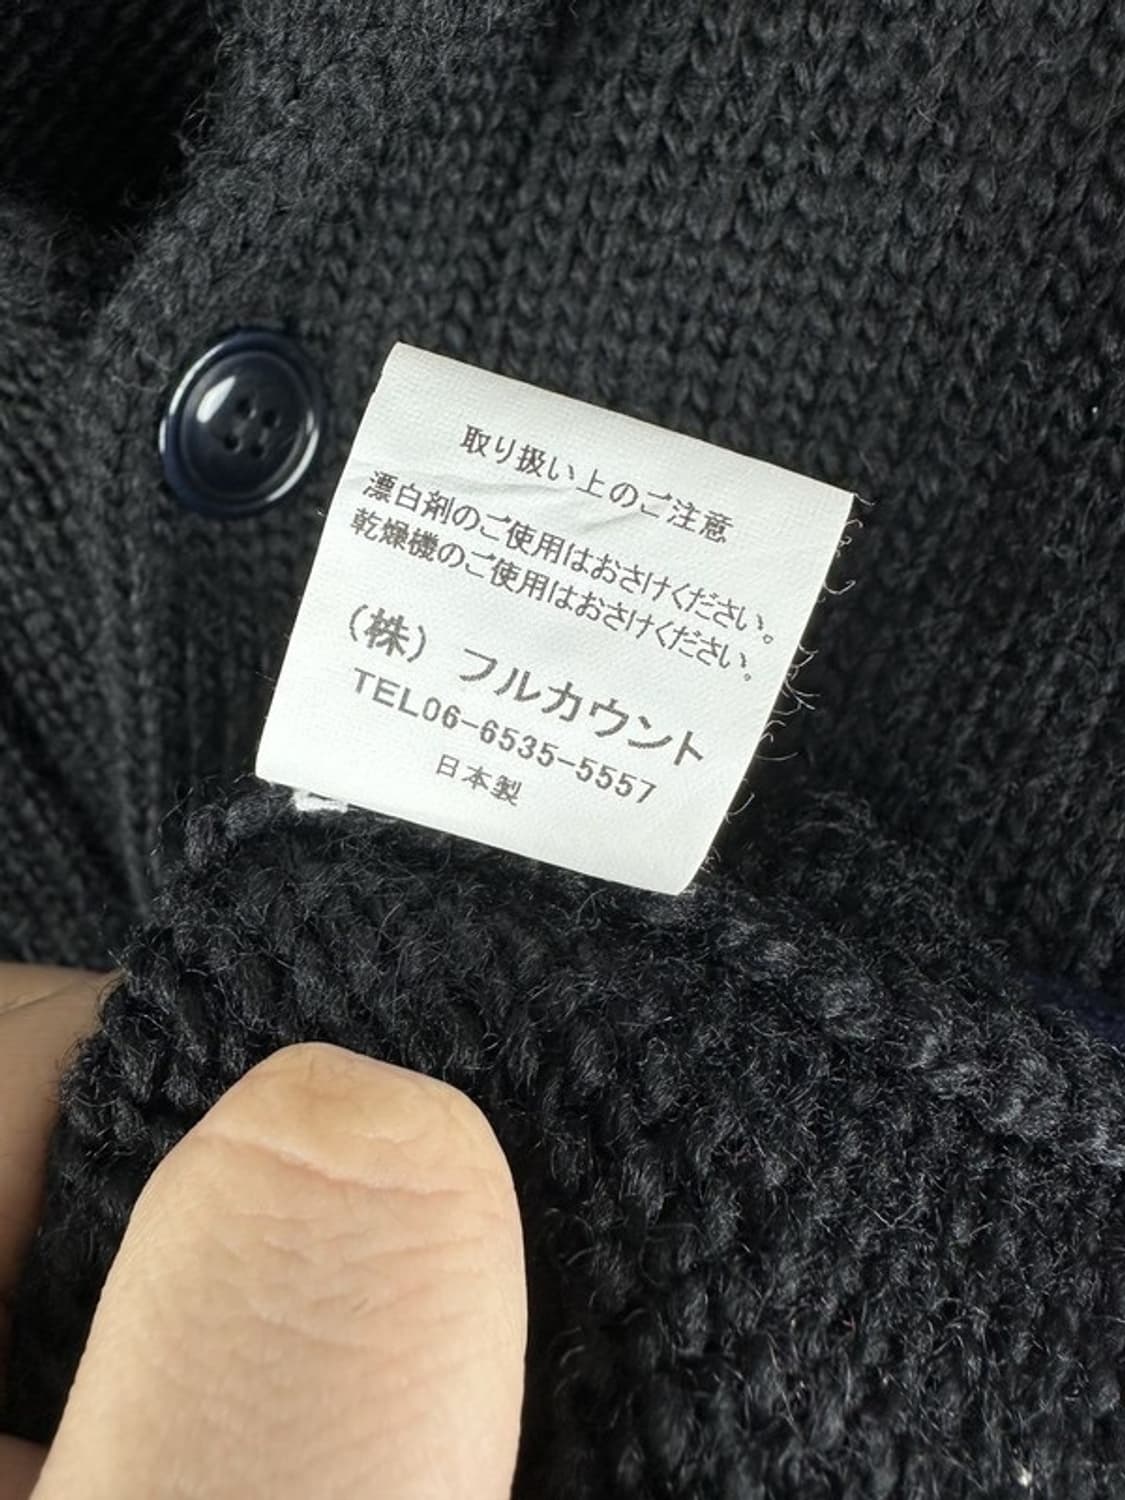 取り扱い上のご注意
漂白剤のご使用はおさけください。
乾燥機のご使用はおさけください。
（株）フルカウント
TEL06-6535-5557
日本製